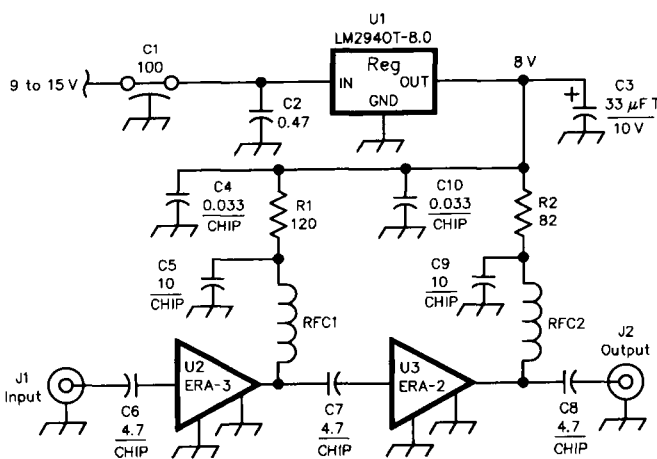 U1
LM2940T-8.0
C1
100
9 to 15 V
Reg
IN
OUT
GND
8 V
C2
0.47
+
C3
33 µF T
10 V
C4
0.033
CHIP
R1
120
C10
0.033
CHIP
R2
82
C5
10
CHIP
RFC1
C9
10
CHIP
RFC2
J1
Input
C6
4.7
CHIP
U2
ERA-3
C7
4.7
CHIP
U3
ERA-2
C8
4.7
CHIP
J2
Output